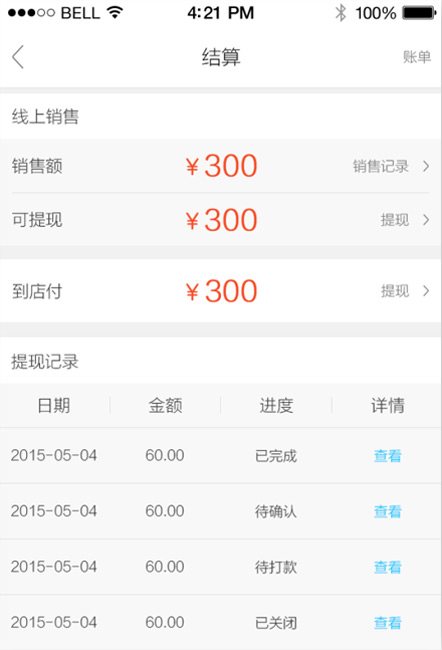 BELL 4:21 PM 100%
结算 账单
线上销售
销售额 ¥300 销售记录
可提现 ¥300 提现
到店付 ¥300 提现
提现记录
日期 金额 进度 详情
2015-05-04 60.00 已完成 查看
2015-05-04 60.00 待确认 查看
2015-05-04 60.00 待打款 查看
2015-05-04 60.00 已关闭 查看